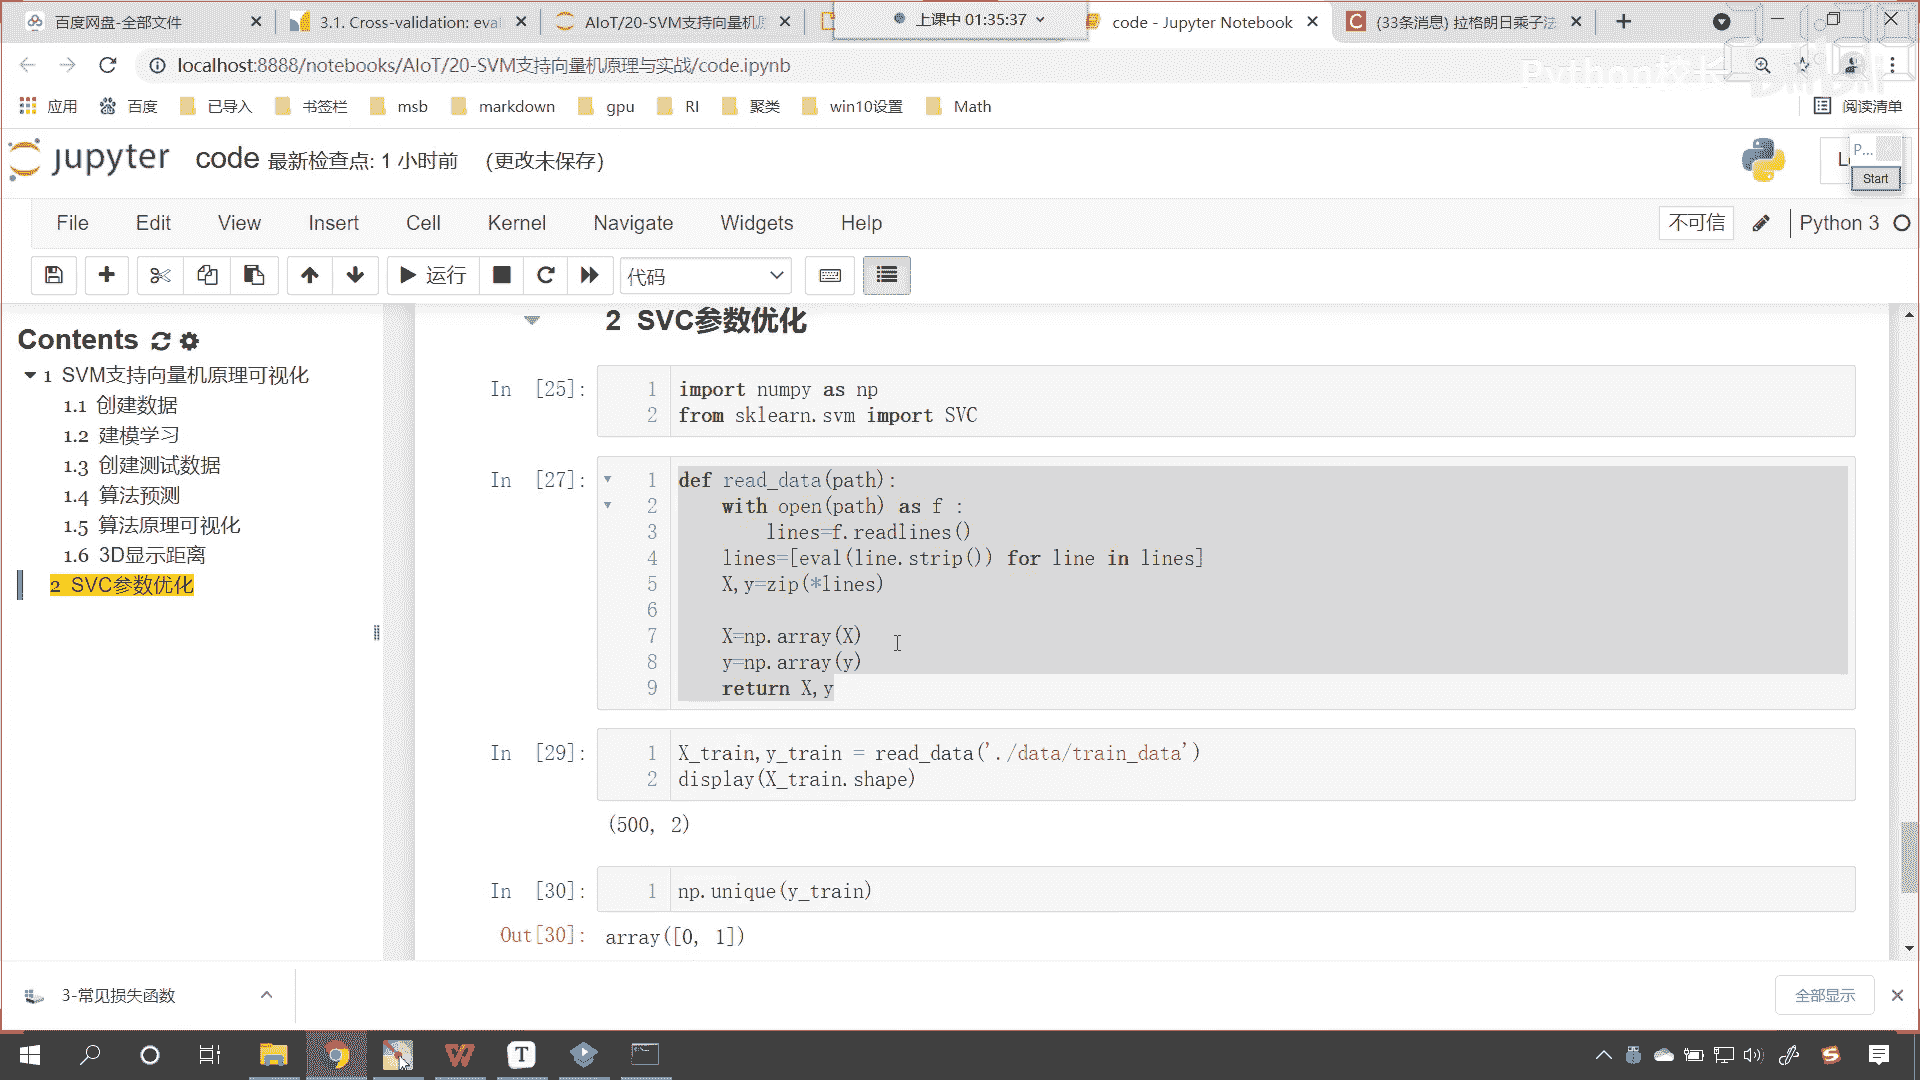 百度网盘-全部文件
3.1. Cross-validation: eval
AIoT/20-SVM支持向量机原
上课中 01:35:37
code - Jupyter Notebook
(33条消息) 拉格朗日乘子法
localhost:8888/notebooks/AIoT/20-SVM支持向量机原理与实战/code.ipynb
应用 百度 已导入 书签栏 msb markdown gpu RI 聚类 win10设置 Math 阅读清单
jupyter code 最新检查点: 1 小时前 (更改未保存)
P...
Start
File Edit View Insert Cell Kernel Navigate Widgets Help 不可信 Python 3
运行 代码
Contents
1 SVM支持向量机原理可视化
1.1 创建数据
1.2 建模学习
1.3 创建测试数据
1.4 算法预测
1.5 算法原理可视化
1.6 3D显示距离
2 SVC参数优化
2 SVC参数优化
In [25]:
1 import numpy as np
2 from sklearn.svm import SVC
In [27]:
1 def read_data(path):
2 with open(path) as f :
3 lines=f.readlines()
4 lines=[eval(line.strip()) for line in lines]
5 X,y=zip(*lines)
6
7 X=np.array(X)
8 y=np.array(y)
9 return X,y
In [29]:
1 X_train,y_train = read_data('./data/train_data')
2 display(X_train.shape)
(500, 2)
In [30]:
1 np.unique(y_train)
Out[30]: array([0, 1])
3-常见损失函数
全部显示